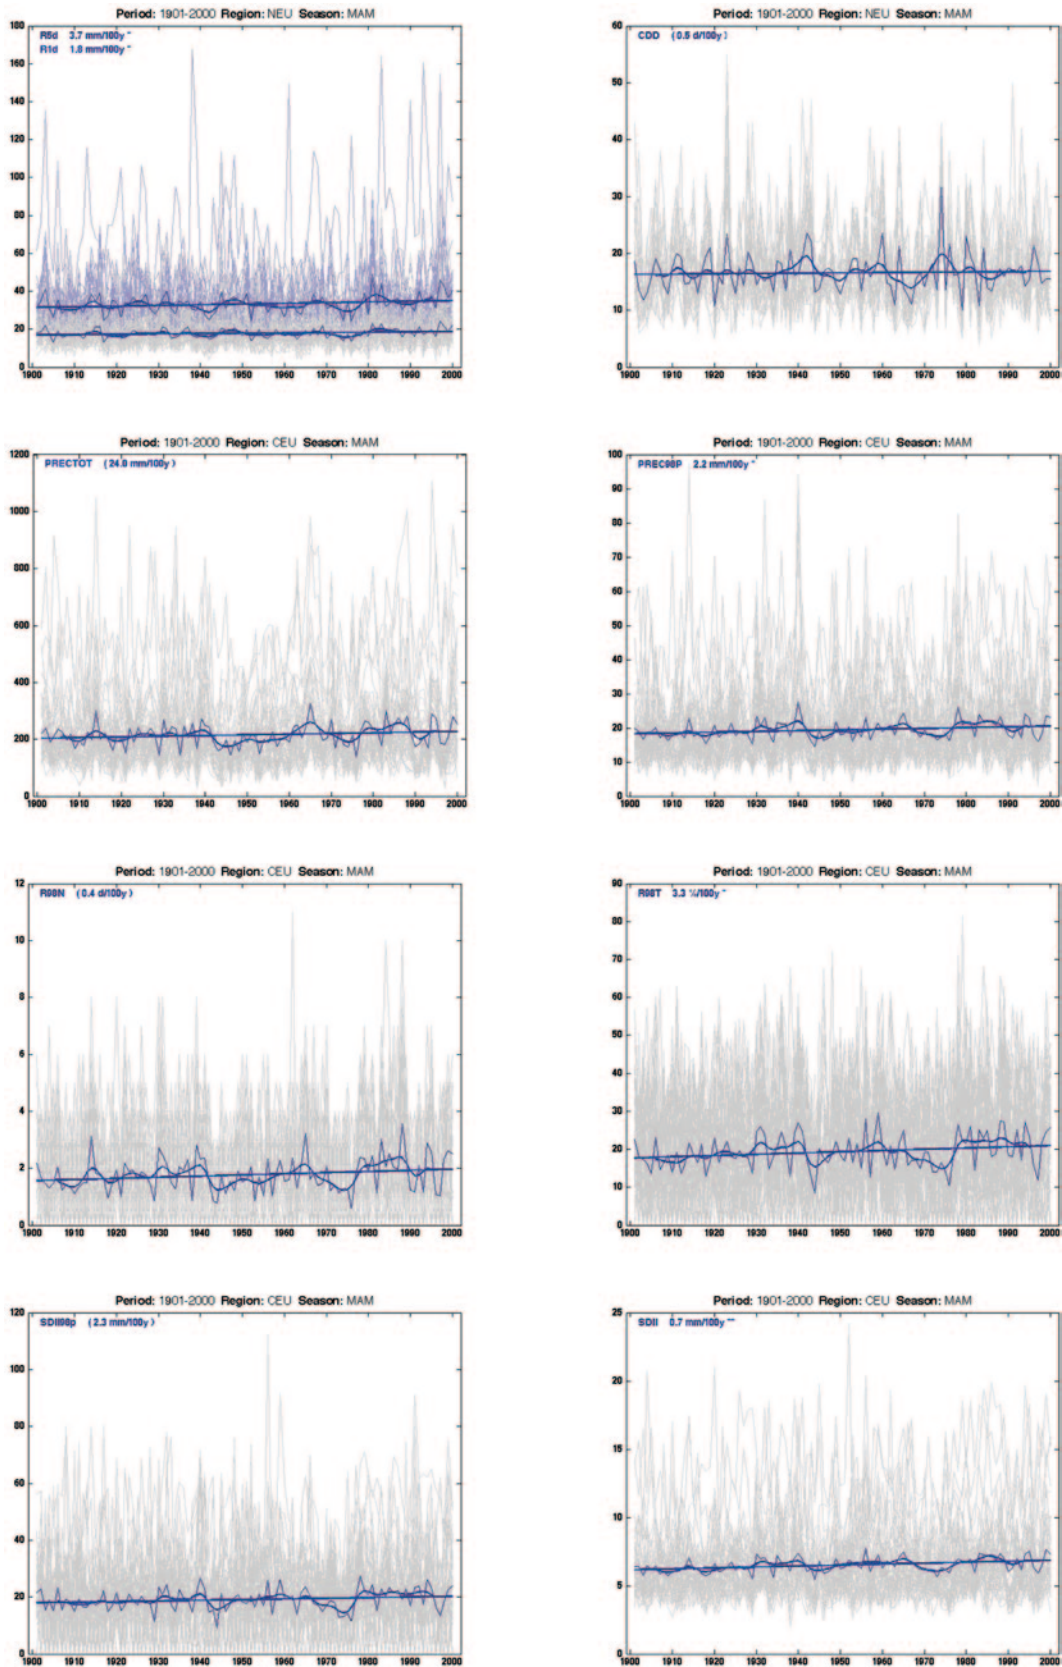 Period: 1901-2000 Region: NEU Season: MAM
R5d 3.7 mm/100y *
R1d 1.8 mm/100y *
180
160
140
120
100
80
60
40
20
0
1900 1910 1920 1930 1940 1950 1960 1970 1980 1990 2000
Period: 1901-2000 Region: NEU Season: MAM
CDD (0.5 d/100y)
60
50
40
30
20
10
0
1900 1910 1920 1930 1940 1950 1960 1970 1980 1990 2000
Period: 1901-2000 Region: CEU Season: MAM
PRECTOT (24.0 mm/100y)
1200
1000
800
600
400
200
0
1900 1910 1920 1930 1940 1950 1960 1970 1980 1990 2000
Period: 1901-2000 Region: CEU Season: MAM
PREC98P 2.2 mm/100y *
100
90
80
70
60
50
40
30
20
10
0
1900 1910 1920 1930 1940 1950 1960 1970 1980 1990 2000
Period: 1901-2000 Region: CEU Season: MAM
R98N (0.4 d/100y)
12
10
8
6
4
2
0
1900 1910 1920 1930 1940 1950 1960 1970 1980 1990 2000
Period: 1901-2000 Region: CEU Season: MAM
R98T 3.3 %/100y *
90
80
70
60
50
40
30
20
10
0
1900 1910 1920 1930 1940 1950 1960 1970 1980 1990 2000
Period: 1901-2000 Region: CEU Season: MAM
SDII98p (2.3 mm/100y)
120
100
80
60
40
20
0
1900 1910 1920 1930 1940 1950 1960 1970 1980 1990 2000
Period: 1901-2000 Region: CEU Season: MAM
SDII 0.7 mm/100y **
25
20
15
10
5
0
1900 1910 1920 1930 1940 1950 1960 1970 1980 1990 2000